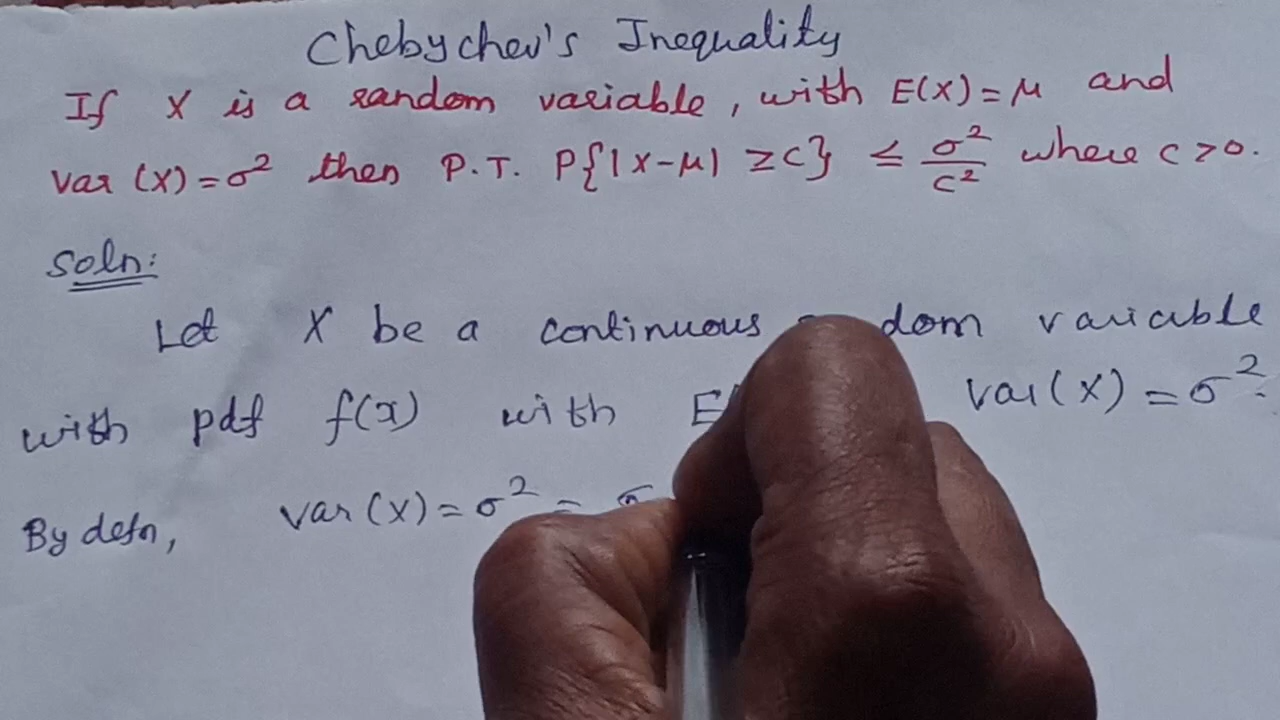 Chebychev's Inequality
If X is a random variable, with E(X) = μ and
Var (X) = σ² then P.T. P{|X-μ| ≥ C} ≤ σ²/C² where C > 0.
Soln:
Let X be a continuous dom variable
with pdf f(x) with E Var(X) = σ².
By defn, Var (X) = σ² =